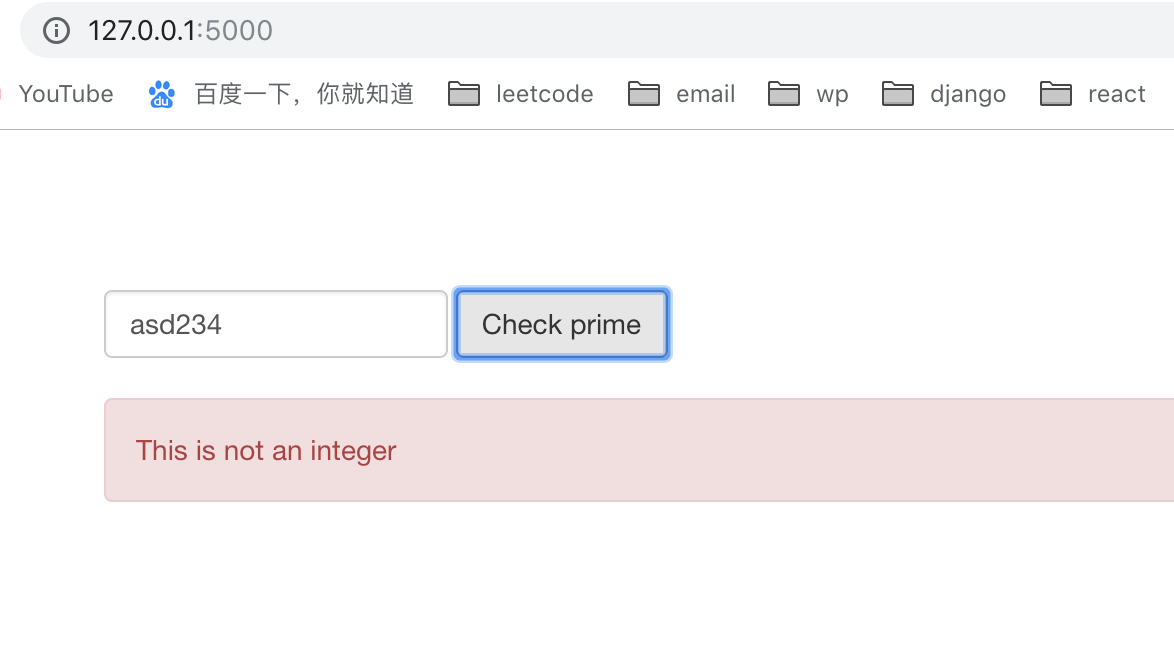 127.0.0.1:5000
YouTube du 百度一下，你就知道 leetcode email wp django react
asd234 Check prime
This is not an integer